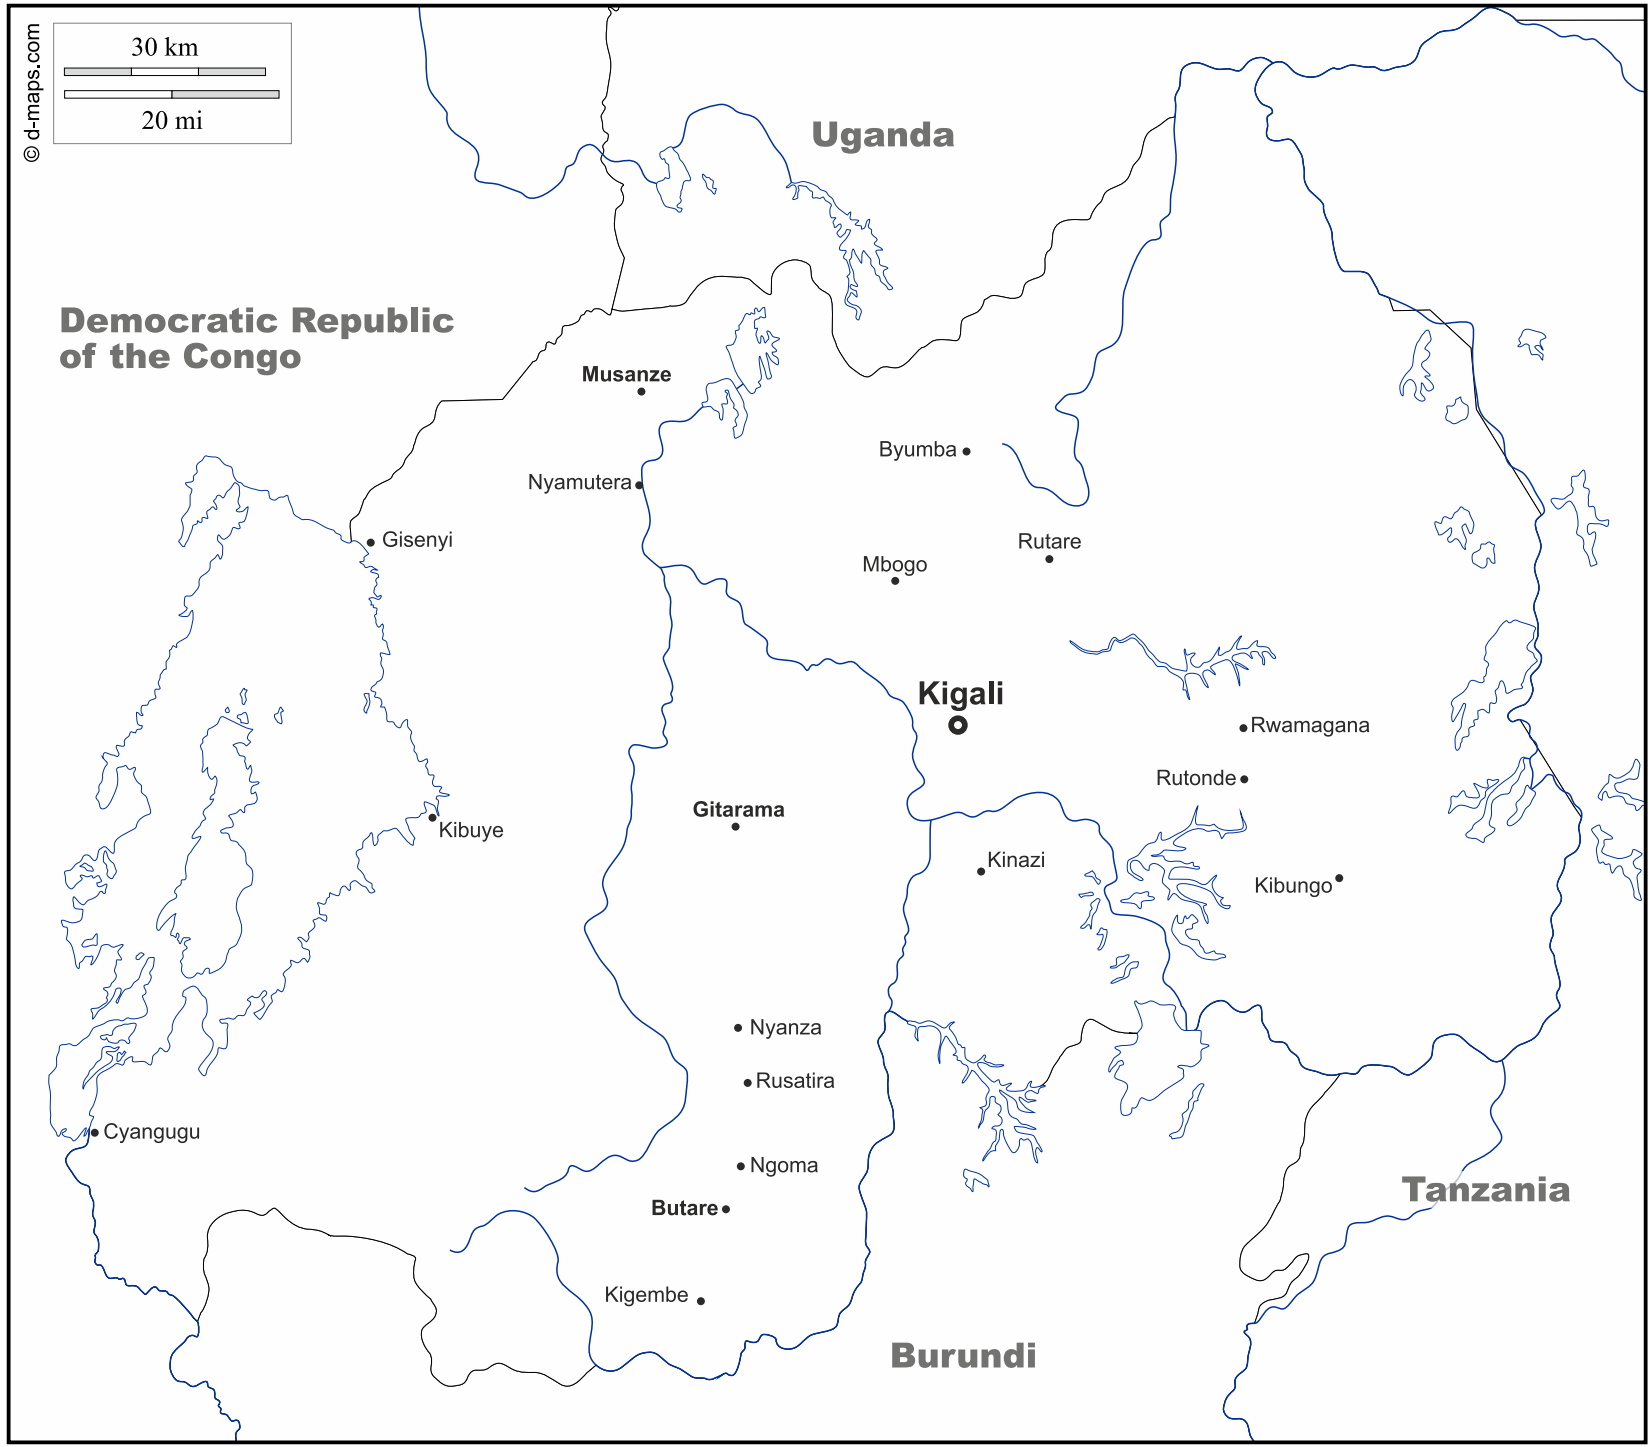 © d-maps.com
30 km
20 mi
Uganda
Democratic Republic
of the Congo
Musanze
Byumba
Nyamutera
Gisenyi
Rutare
Mbogo
Kigali
Rwamagana
Rutonde
Gitarama
Kibuye
Kinazi
Kibungo
Nyanza
Rusatira
Cyangugu
Ngoma
Tanzania
Butare
Kigembe
Burundi